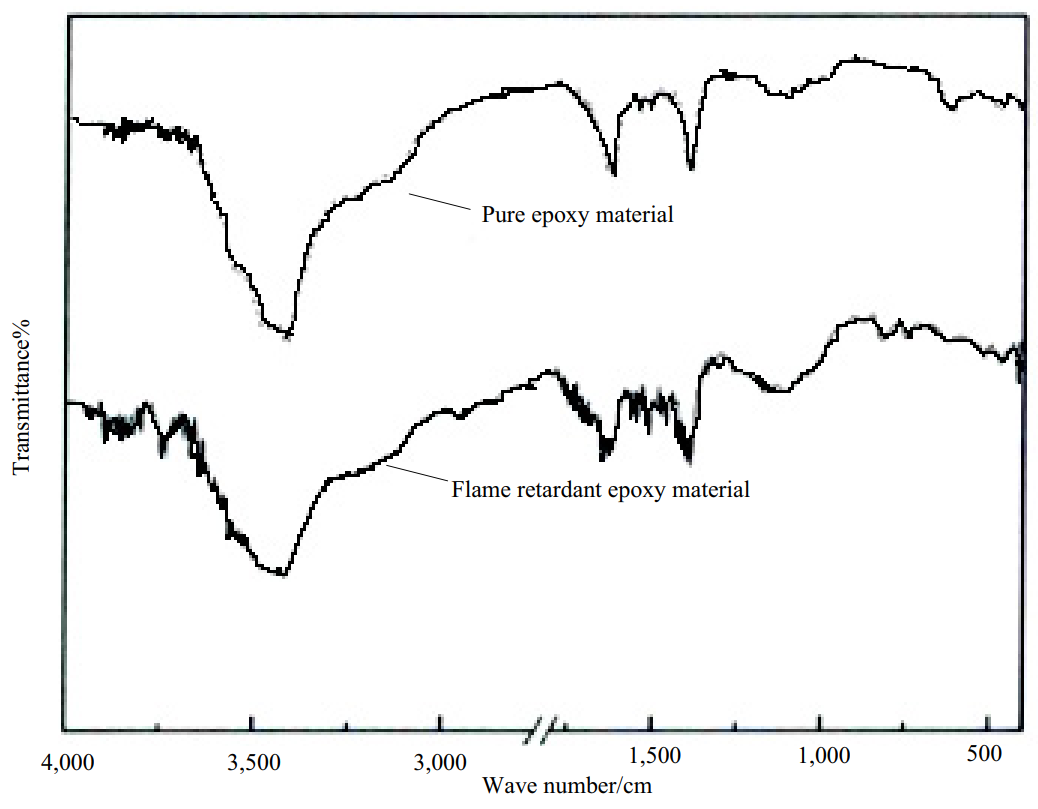 Pure epoxy material
Transmittance%
Flame retardant epoxy material
4,000 3,500 3,000 1,500 1,000 500
Wave number/cm